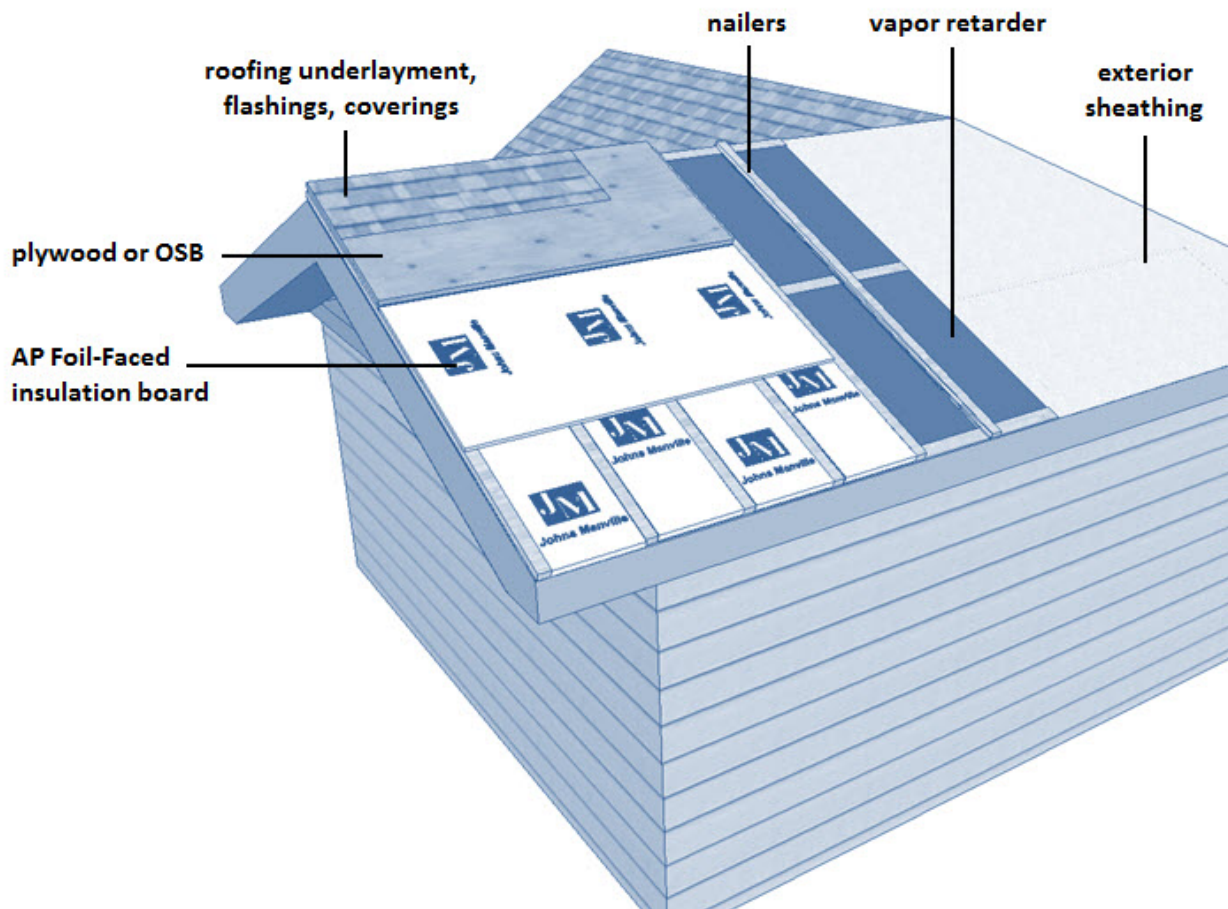 nailers
vapor retarder
exterior
sheathing
roofing underlayment,
flashings, coverings
plywood or OSB
AP Foil-Faced
insulation board
JM
Johns Manville
JM
Johns Manville
JM
Johns Manville
JM
Johns Manville
JM
Johns Manville
JM
Johns Manville
JM
Johns Manville